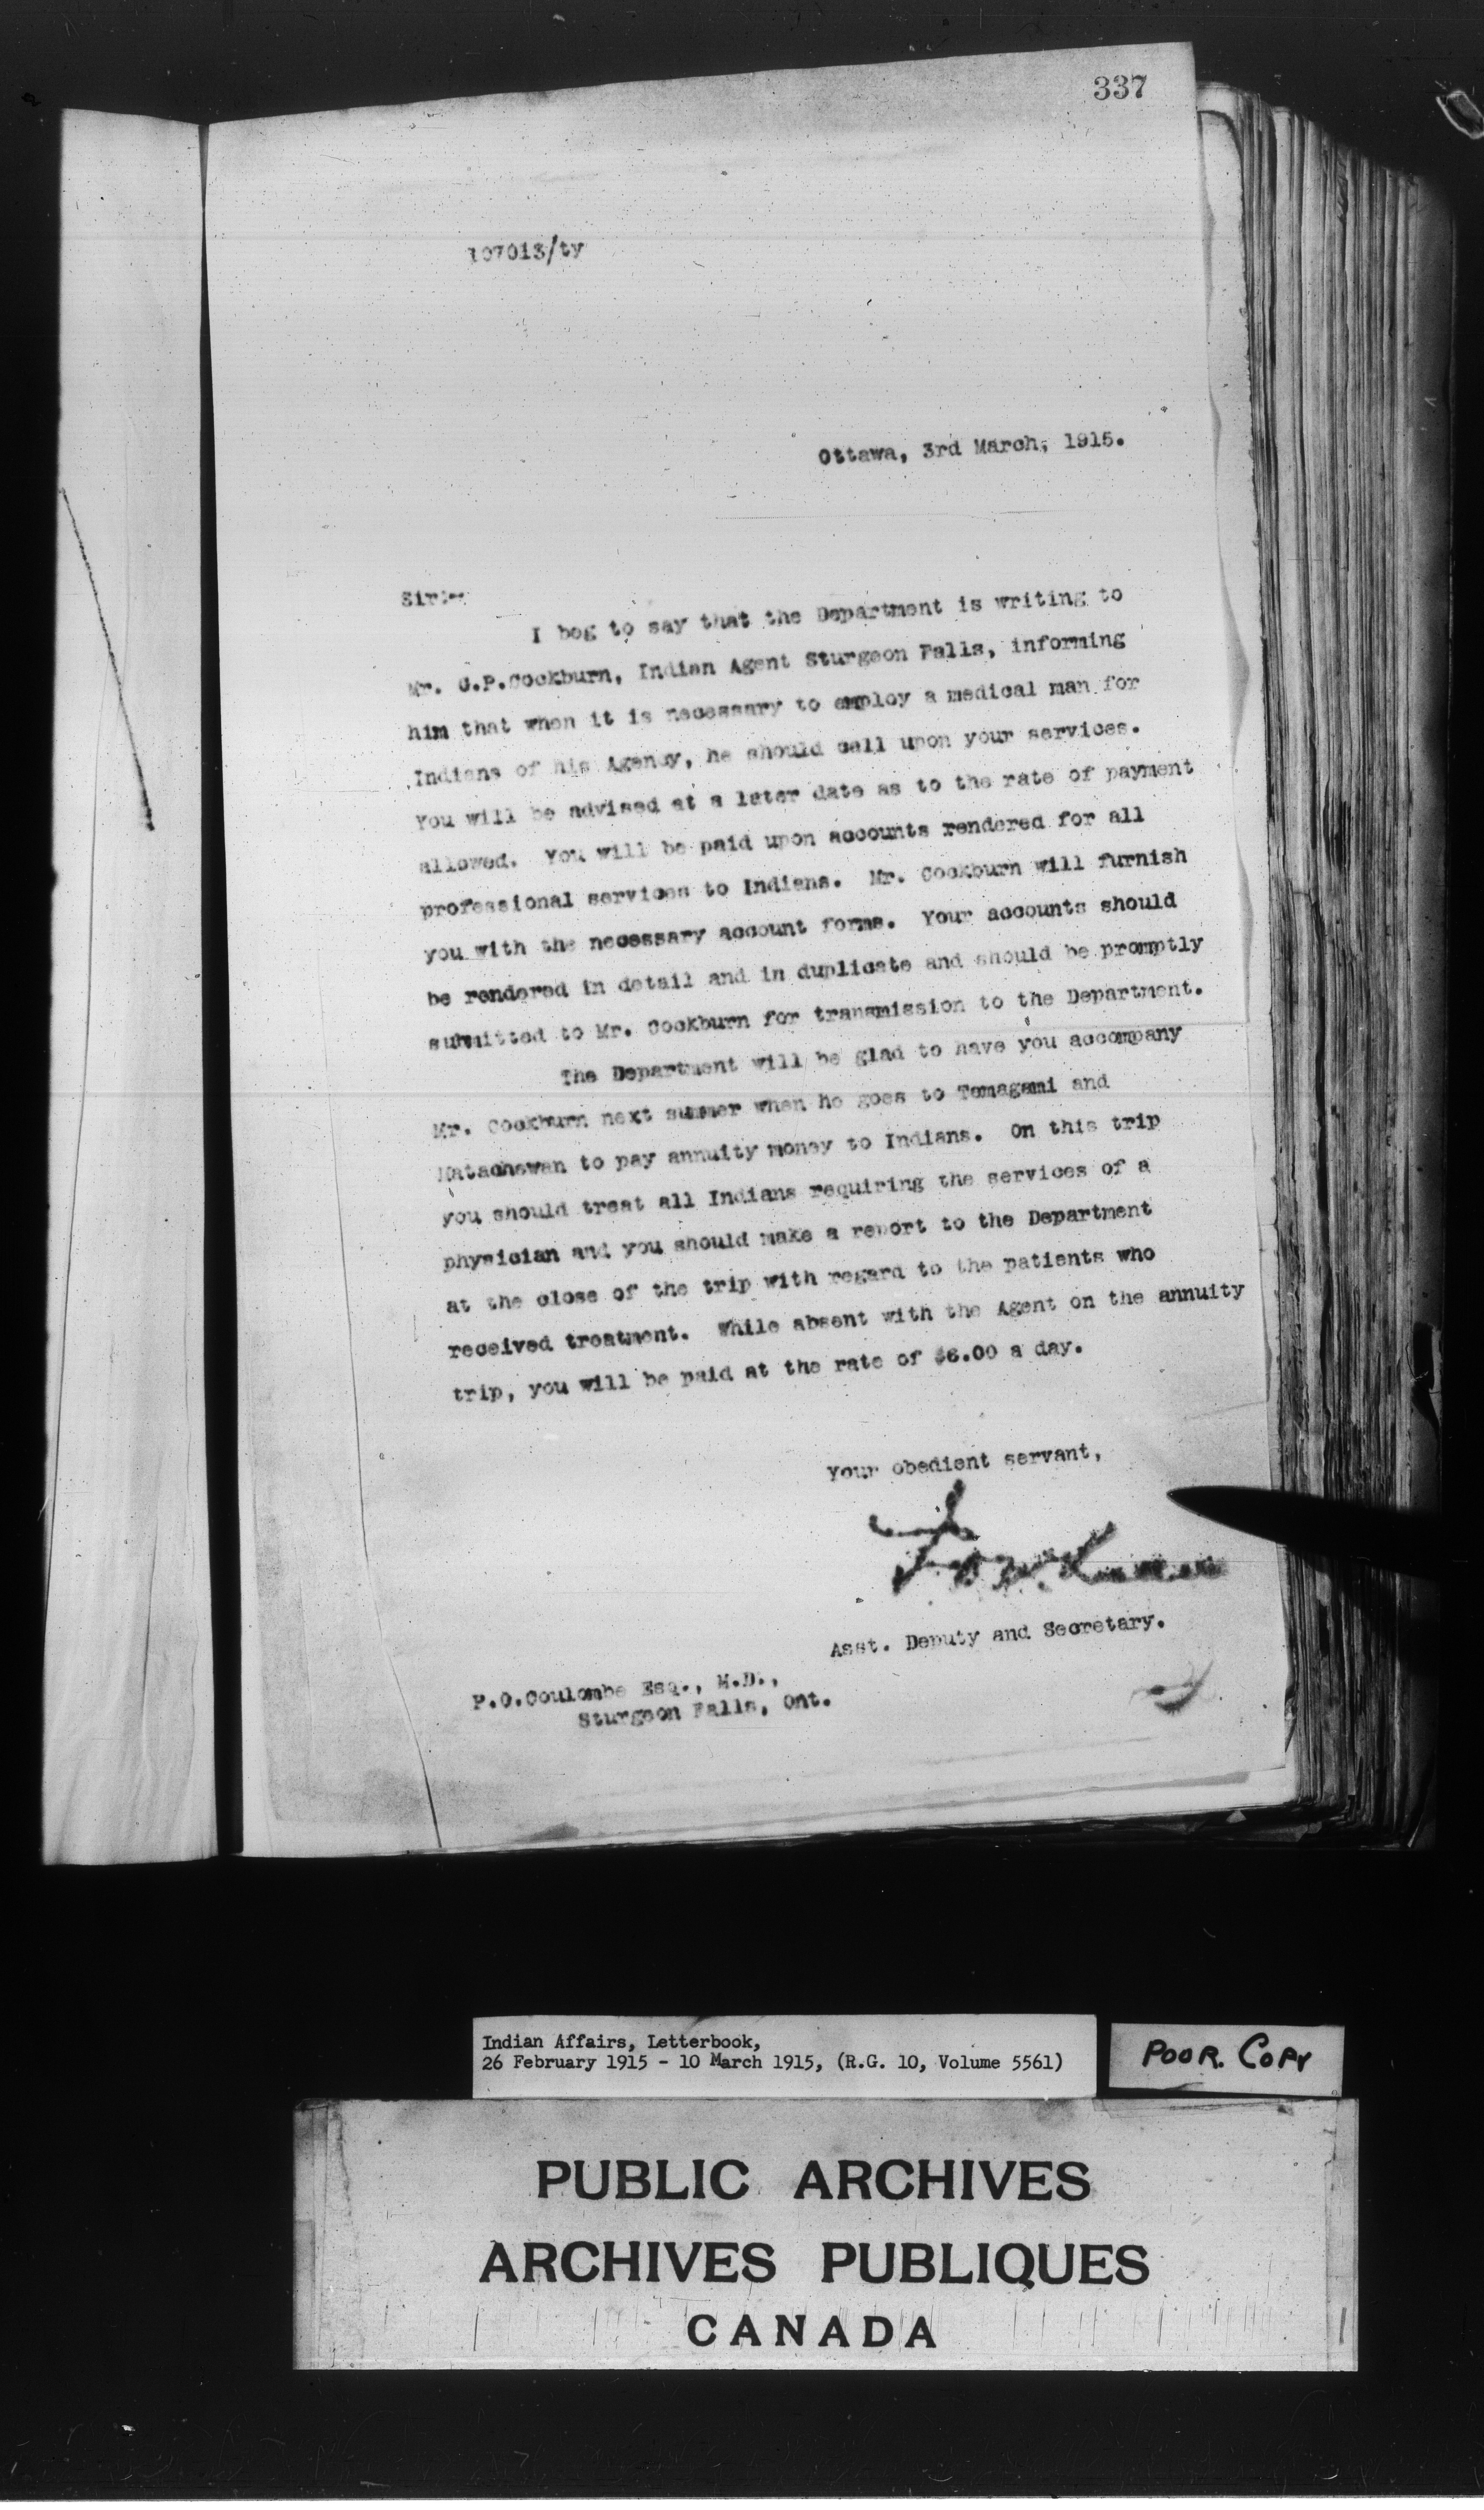 337
107013/ty
Ottawa, 3rd March, 1915.
Sir:-
I beg to say that the Department is writing to
Mr. G.P.Cockburn, Indian Agent Sturgeon Falls, informing
him that when it is necessary to employ a medical man for
Indians of his Agency, he should call upon your services.
You will be advised at a later date as to the rate of payment
allowed. You will be paid upon accounts rendered for all
professional services to Indians. Mr. Cockburn will furnish
you with the necessary account forms. Your accounts should
be rendered in detail and in duplicate and should be promptly
submitted to Mr. Cockburn for transmission to the Department.
The Department will be glad to have you accompany
Mr. Cockburn next summer when he goes to Temagami and
Matachewan to pay annuity money to Indians. On this trip
you should treat all Indians requiring the services of a
physician and you should make a report to the Department
at the close of the trip with regard to the patients who
received treatment. While absent with the Agent on the annuity
trip, you will be paid at the rate of $6.00 a day.
Your obedient servant,
Asst. Deputy and Secretary.
P.O.Coulombe Esq., M.D.,
Sturgeon Falls, Ont.
Indian Affairs, Letterbook,
26 February 1915 - 10 March 1915, (R.G. 10, Volume 5561)
POOR. COPY
PUBLIC ARCHIVES
ARCHIVES PUBLIQUES
CANADA